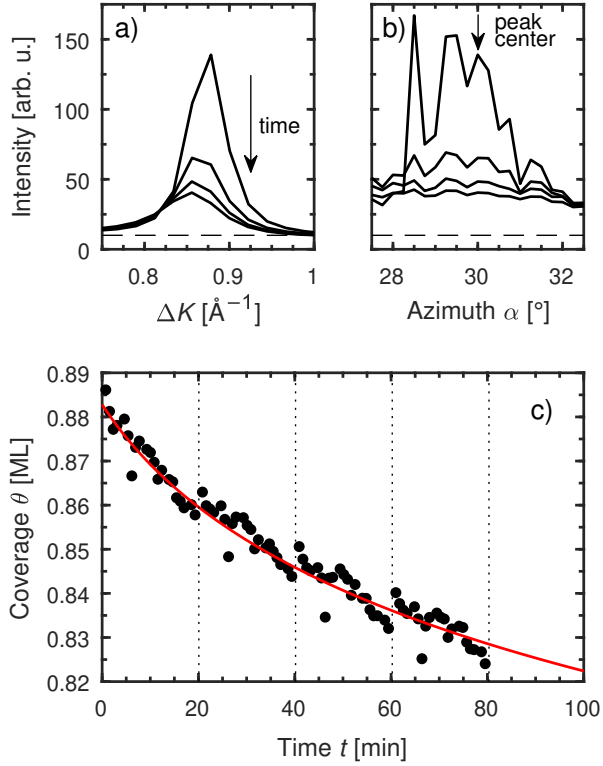 a)
b)
peak
center
time
Intensity [arb. u.]
175
150
100
50
0
0.8
0.9
1
28
30
32
ΔK [Å⁻¹]
Azimuth α [°]
c)
Coverage θ [ML]
0.89
0.88
0.87
0.86
0.85
0.84
0.83
0.82
0
20
40
60
80
100
Time t [min]